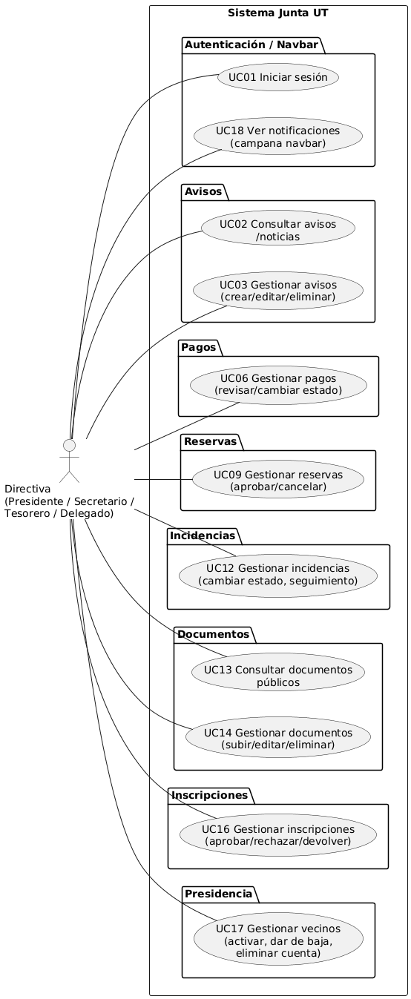 Sistema Junta UT
Autenticación / Navbar
UC01 Iniciar sesión
UC18 Ver notificaciones
(campana navbar)
Avisos
UC02 Consultar avisos
/noticias
UC03 Gestionar avisos
(crear/editar/eliminar)
Pagos
UC06 Gestionar pagos
(revisar/cambiar estado)
Reservas
UC09 Gestionar reservas
(aprobar/cancelar)
Directiva
(Presidente / Secretario /
Tesorero / Delegado)
Incidencias
UC12 Gestionar incidencias
(cambiar estado, seguimiento)
Documentos
UC13 Consultar documentos
públicos
UC14 Gestionar documentos
(subir/editar/eliminar)
Inscripciones
UC16 Gestionar inscripciones
(aprobar/rechazar/devolver)
Presidencia
UC17 Gestionar vecinos
(activar, dar de baja,
eliminar cuenta)